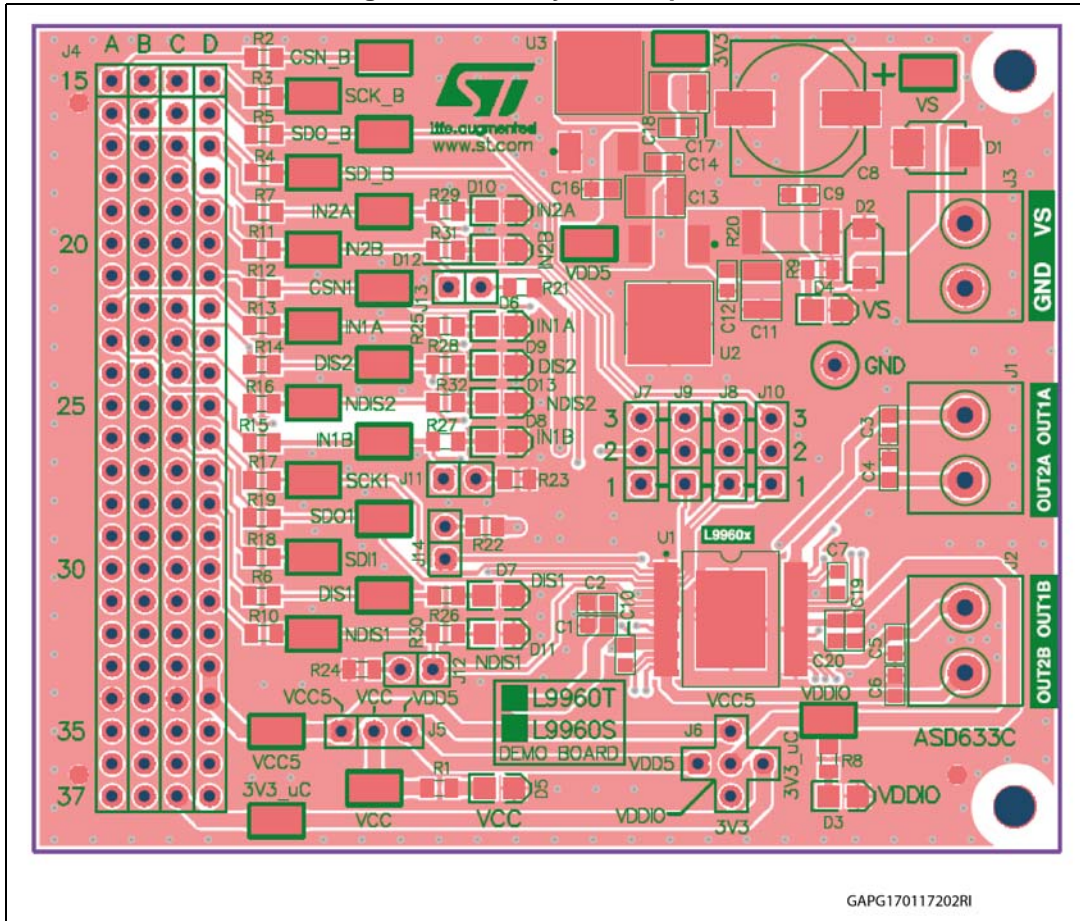 J4 A B C D
R2 CSN_B
15
R3 SCK_B
R5 SDO_B
R4 SDI_B
R7 IN2A R29 D10 IN2A
20 R11 IN2B R31 D12 IN2B
R12 CSN1 J13 R21
R13 IN1A R25 D6 IN1A
R14 DIS2 R28 D9 DIS2
25 R16 NDIS2 R32 D13 NDIS2
R15 IN1B R27 D8 IN1B
R17 SCK1 J11 R23
R19 SDO1 J14 R22
30 R18 SDI1
R6 DIS1 R26 D7 DIS1
R10 NDIS1 R30 D11 NDIS1
R24 J12
VCC5 VCC VDD5
35 VCC5 J5
37 3V3_uC VCC R1 D5 VCC
ST
life.augmented
www.st.com
U3 3V3 + VS
C18 C17 C14 C16 C13
C8 D1 C9
VDD5 R20 D2 R9 D4 VS
C12 C11 U2
J3
GND VS
GND
J7 J9 J8 J10
3 3
2 2
1 1
J1
OUT2A OUT1A
C3 C4
U1 L9960x
C7 C19 C20
C2 C1 C10
J2
OUT2B OUT1B
C5 C6
L9960T
L9960S
DEMO BOARD
VCC5 VDDIO
J6
VDD5 3V3_uC
VDDIO 3V3
R8 D3 VDDIO
ASD633C
GAPG170117202RI